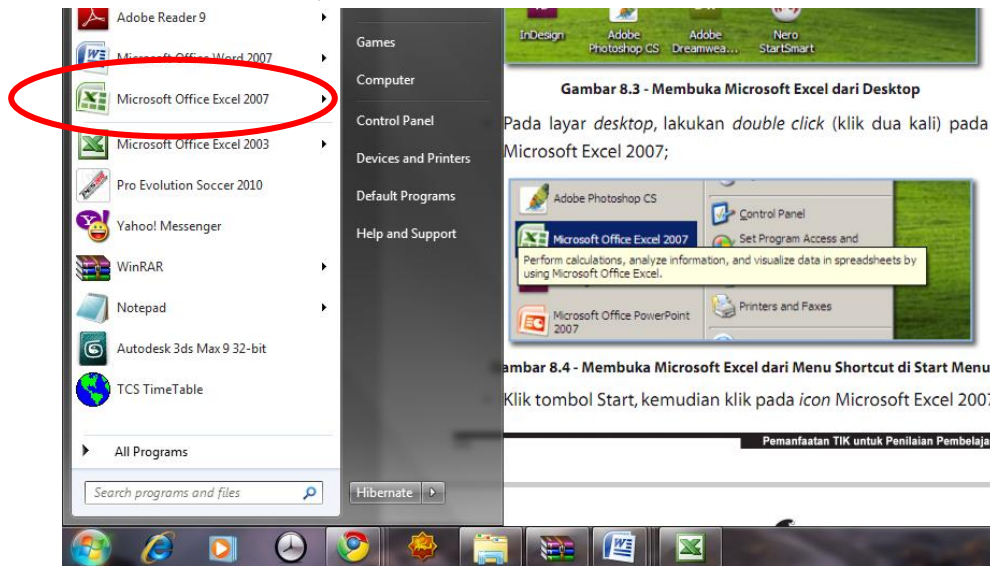 Adobe Reader 9
Microsoft Office Word 2007
Microsoft Office Excel 2007
Microsoft Office Excel 2003
Pro Evolution Soccer 2010
Yahoo! Messenger
WinRAR
Notepad
Autodesk 3ds Max 9 32-bit
TCS TimeTable
All Programs
Search programs and files
Games
Computer
Control Panel
Devices and Printers
Default Programs
Help and Support
Hibernate
InDesign
Adobe Photoshop CS
Adobe Dreamwea...
Nero StartSmart
Gambar 8.3 - Membuka Microsoft Excel dari Desktop
Pada layar desktop, lakukan double click (klik dua kali) pada
Microsoft Excel 2007;
Adobe Photoshop CS
Microsoft Office Excel 2007
Perform calculations, analyze information, and visualize data in spreadsheets by
using Microsoft Office Excel.
Microsoft Office PowerPoint
2007
Control Panel
Set Program Access and
Printers and Faxes
ambar 8.4 - Membuka Microsoft Excel dari Menu Shortcut di Start Menu
Klik tombol Start, kemudian klik pada icon Microsoft Excel 2007
Pemanfaatan TIK untuk Penilaian Pembelaja